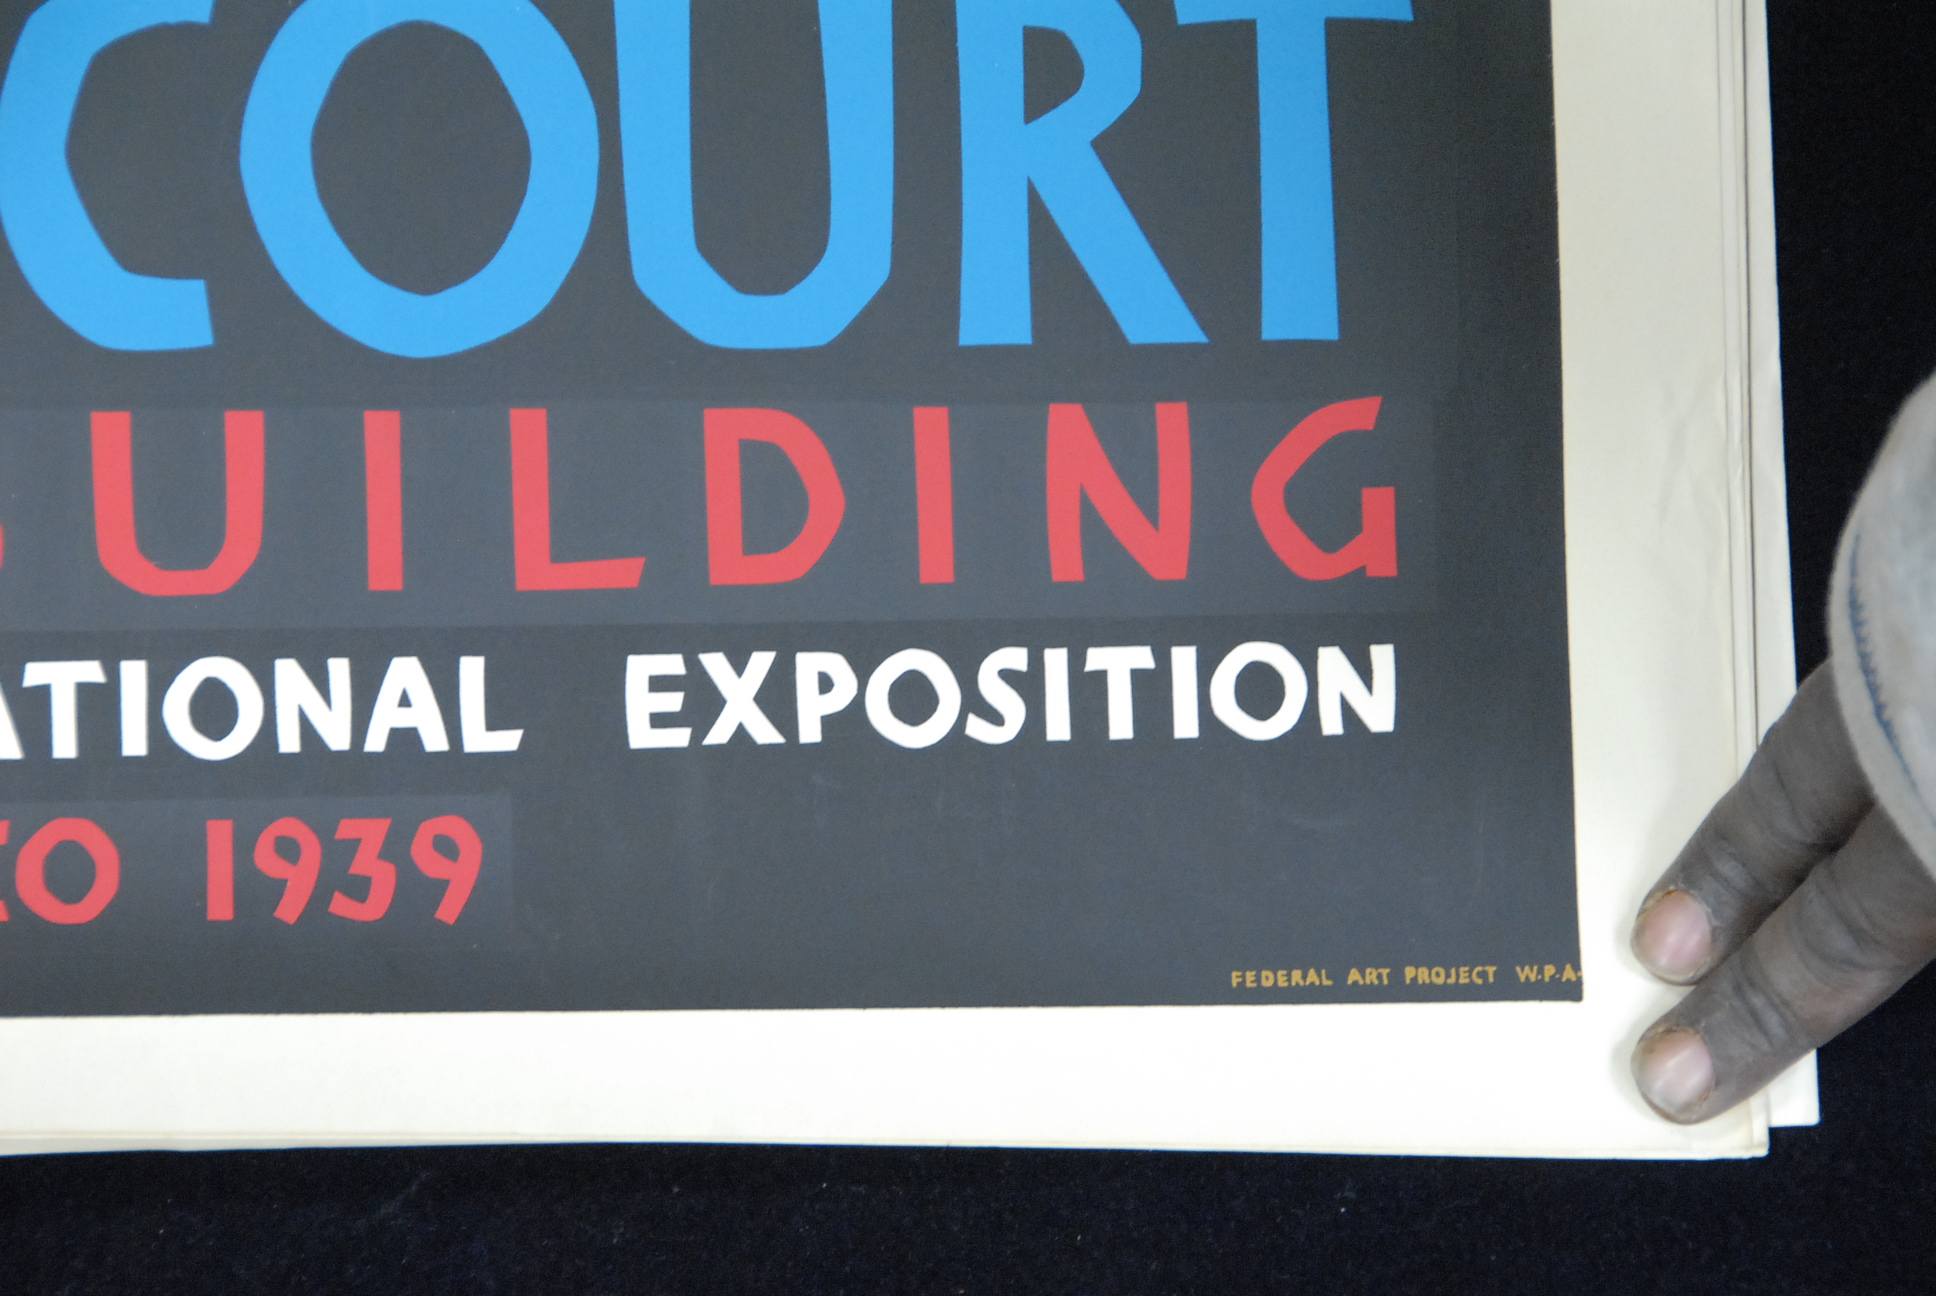 COURT
UILDING
ATIONAL EXPOSITION
CO 1939
FEDERAL ART PROJECT W.P.A.